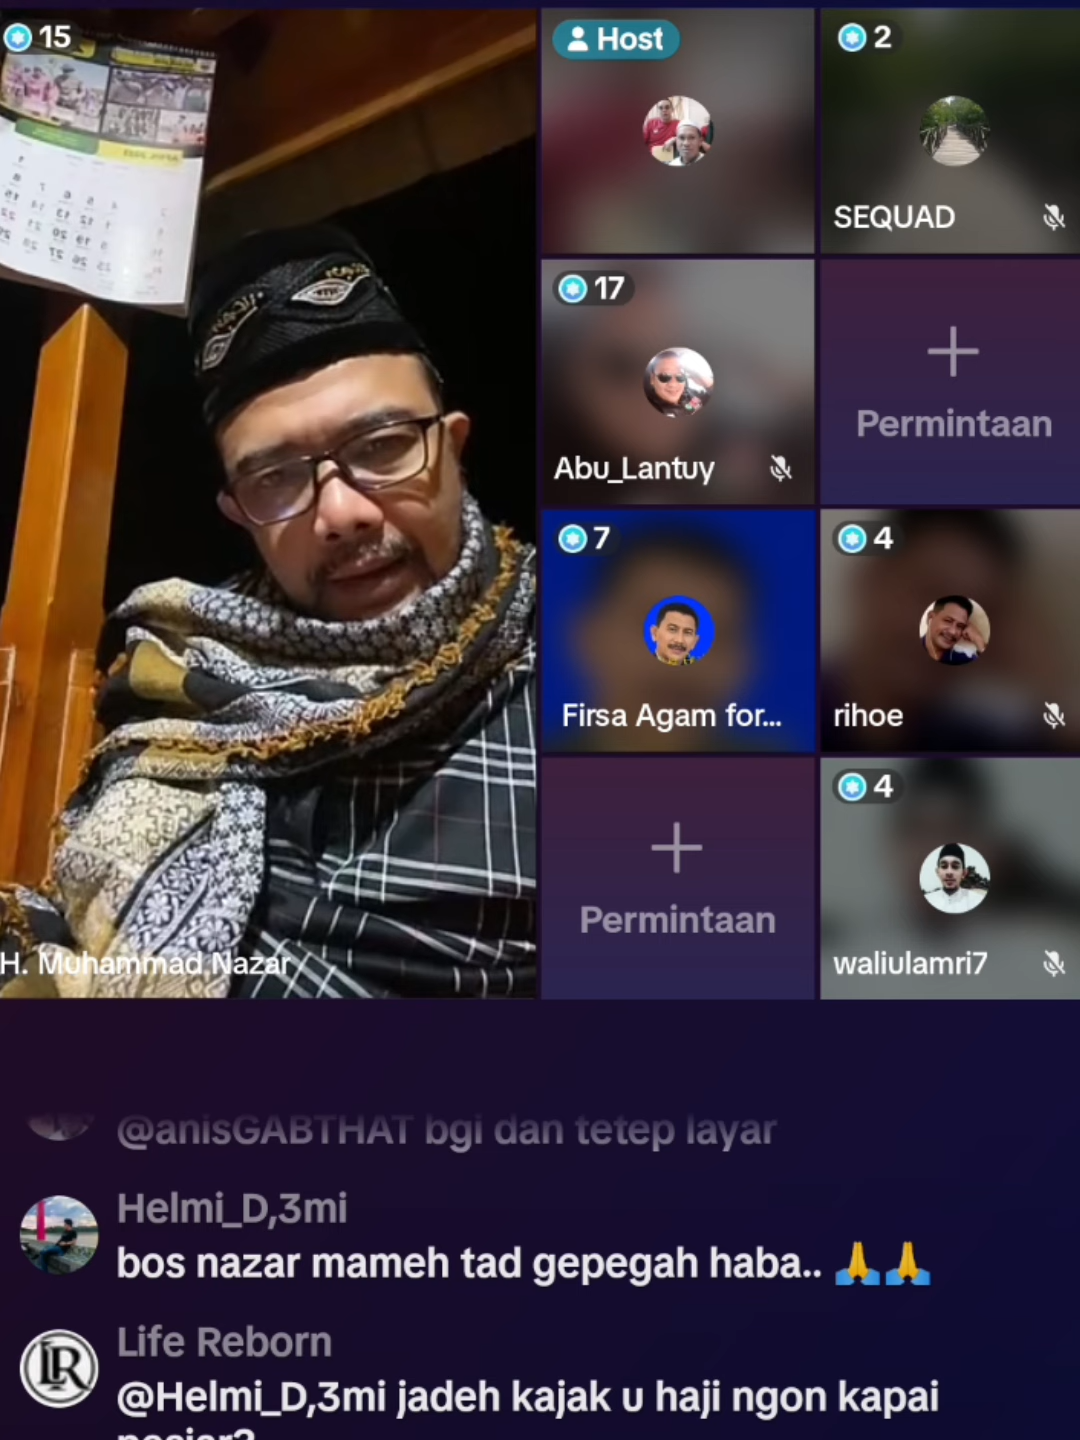 15
Host
2
SEQUAD
17
Abu_Lantuy
Permintaan
7
Firsa Agam for...
4
rihoe
Permintaan
4
waliulamri7
H. Muhammad Nazar
@anisGABTHAT bgi dan tetep layar
Helmi_D,3mi
bos nazar mameh tad gepegah haba.. 🙏🙏
Life Reborn
@Helmi_D,3mi jadeh kajak u haji ngon kapai